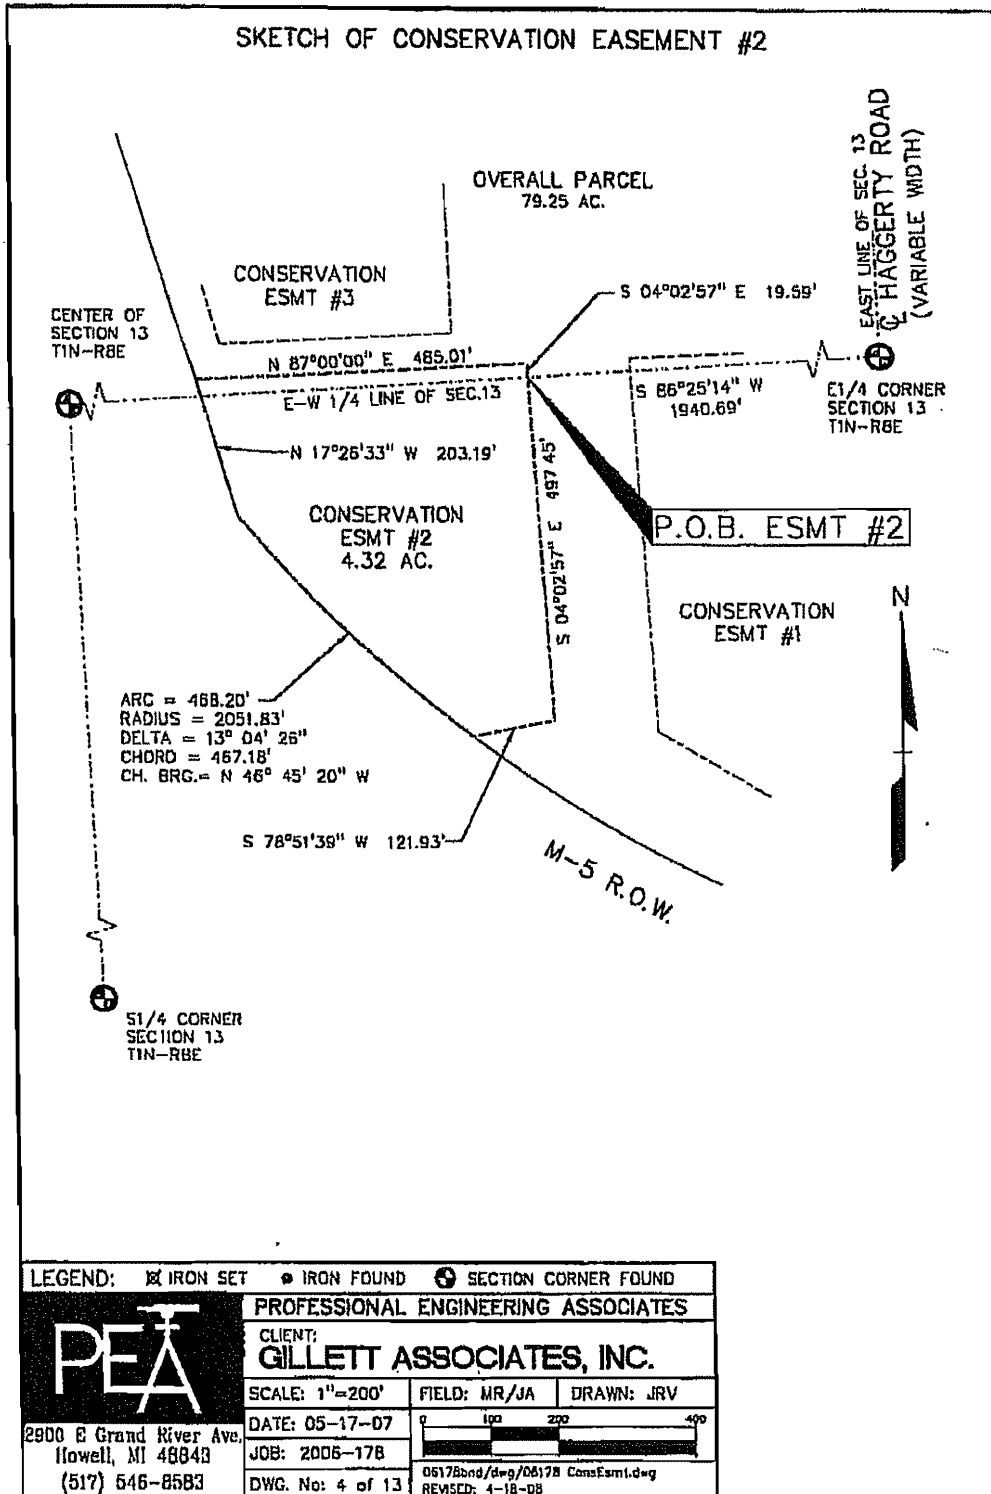 SKETCH OF CONSERVATION EASEMENT #2
EAST LINE OF SEC. 13
℄ HAGGERTY ROAD
(VARIABLE WIDTH)
OVERALL PARCEL
79.25 AC.
CONSERVATION
ESMT #3
S 04°02'57" E 19.59'
CENTER OF
SECTION 13
T1N-R8E
N 87°00'00" E 485.01'
E-W 1/4 LINE OF SEC.13
S 86°25'14" W
1940.69'
E1/4 CORNER
SECTION 13
T1N-R8E
N 17°26'33" W 203.19'
S 04°02'57" E 497.45'
CONSERVATION
ESMT #2
4.32 AC.
P.O.B. ESMT #2
N
CONSERVATION
ESMT #1
ARC = 468.20'
RADIUS = 2051.83'
DELTA = 13° 04' 26"
CHORD = 467.18'
CH. BRG.= N 46° 45' 20" W
S 78°51'39" W 121.93'
M-5 R.O.W.
S1/4 CORNER
SECTION 13
T1N-R8E
LEGEND: IRON SET IRON FOUND SECTION CORNER FOUND
PEA
PROFESSIONAL ENGINEERING ASSOCIATES
CLIENT:
GILLETT ASSOCIATES, INC.
SCALE: 1"=200' FIELD: MR/JA DRAWN: JRV
DATE: 05-17-07
0 100 200 400
2900 E Grand River Ave.
Howell, MI 48843
(517) 546-8583
JOB: 2006-178
DWG. No: 4 of 13
06178bnd/dwg/06178 ConsEsmt.dwg
REVISED: 4-18-08